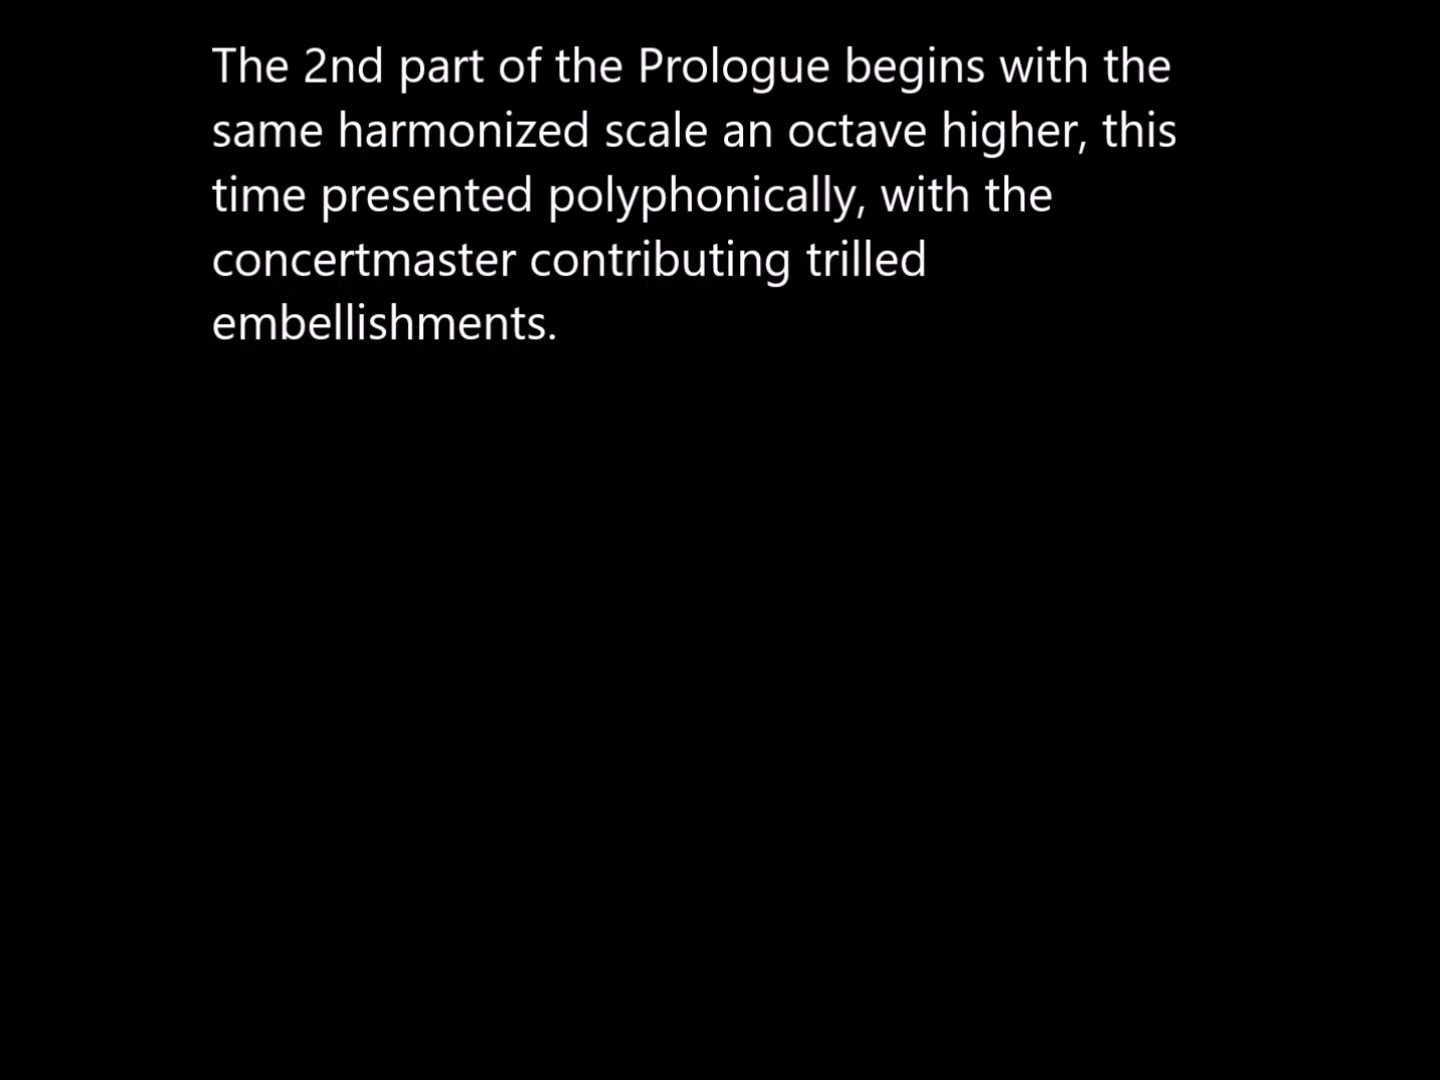 The 2nd part of the Prologue begins with the
same harmonized scale an octave higher, this
time presented polyphonically, with the
concertmaster contributing trilled
embellishments.